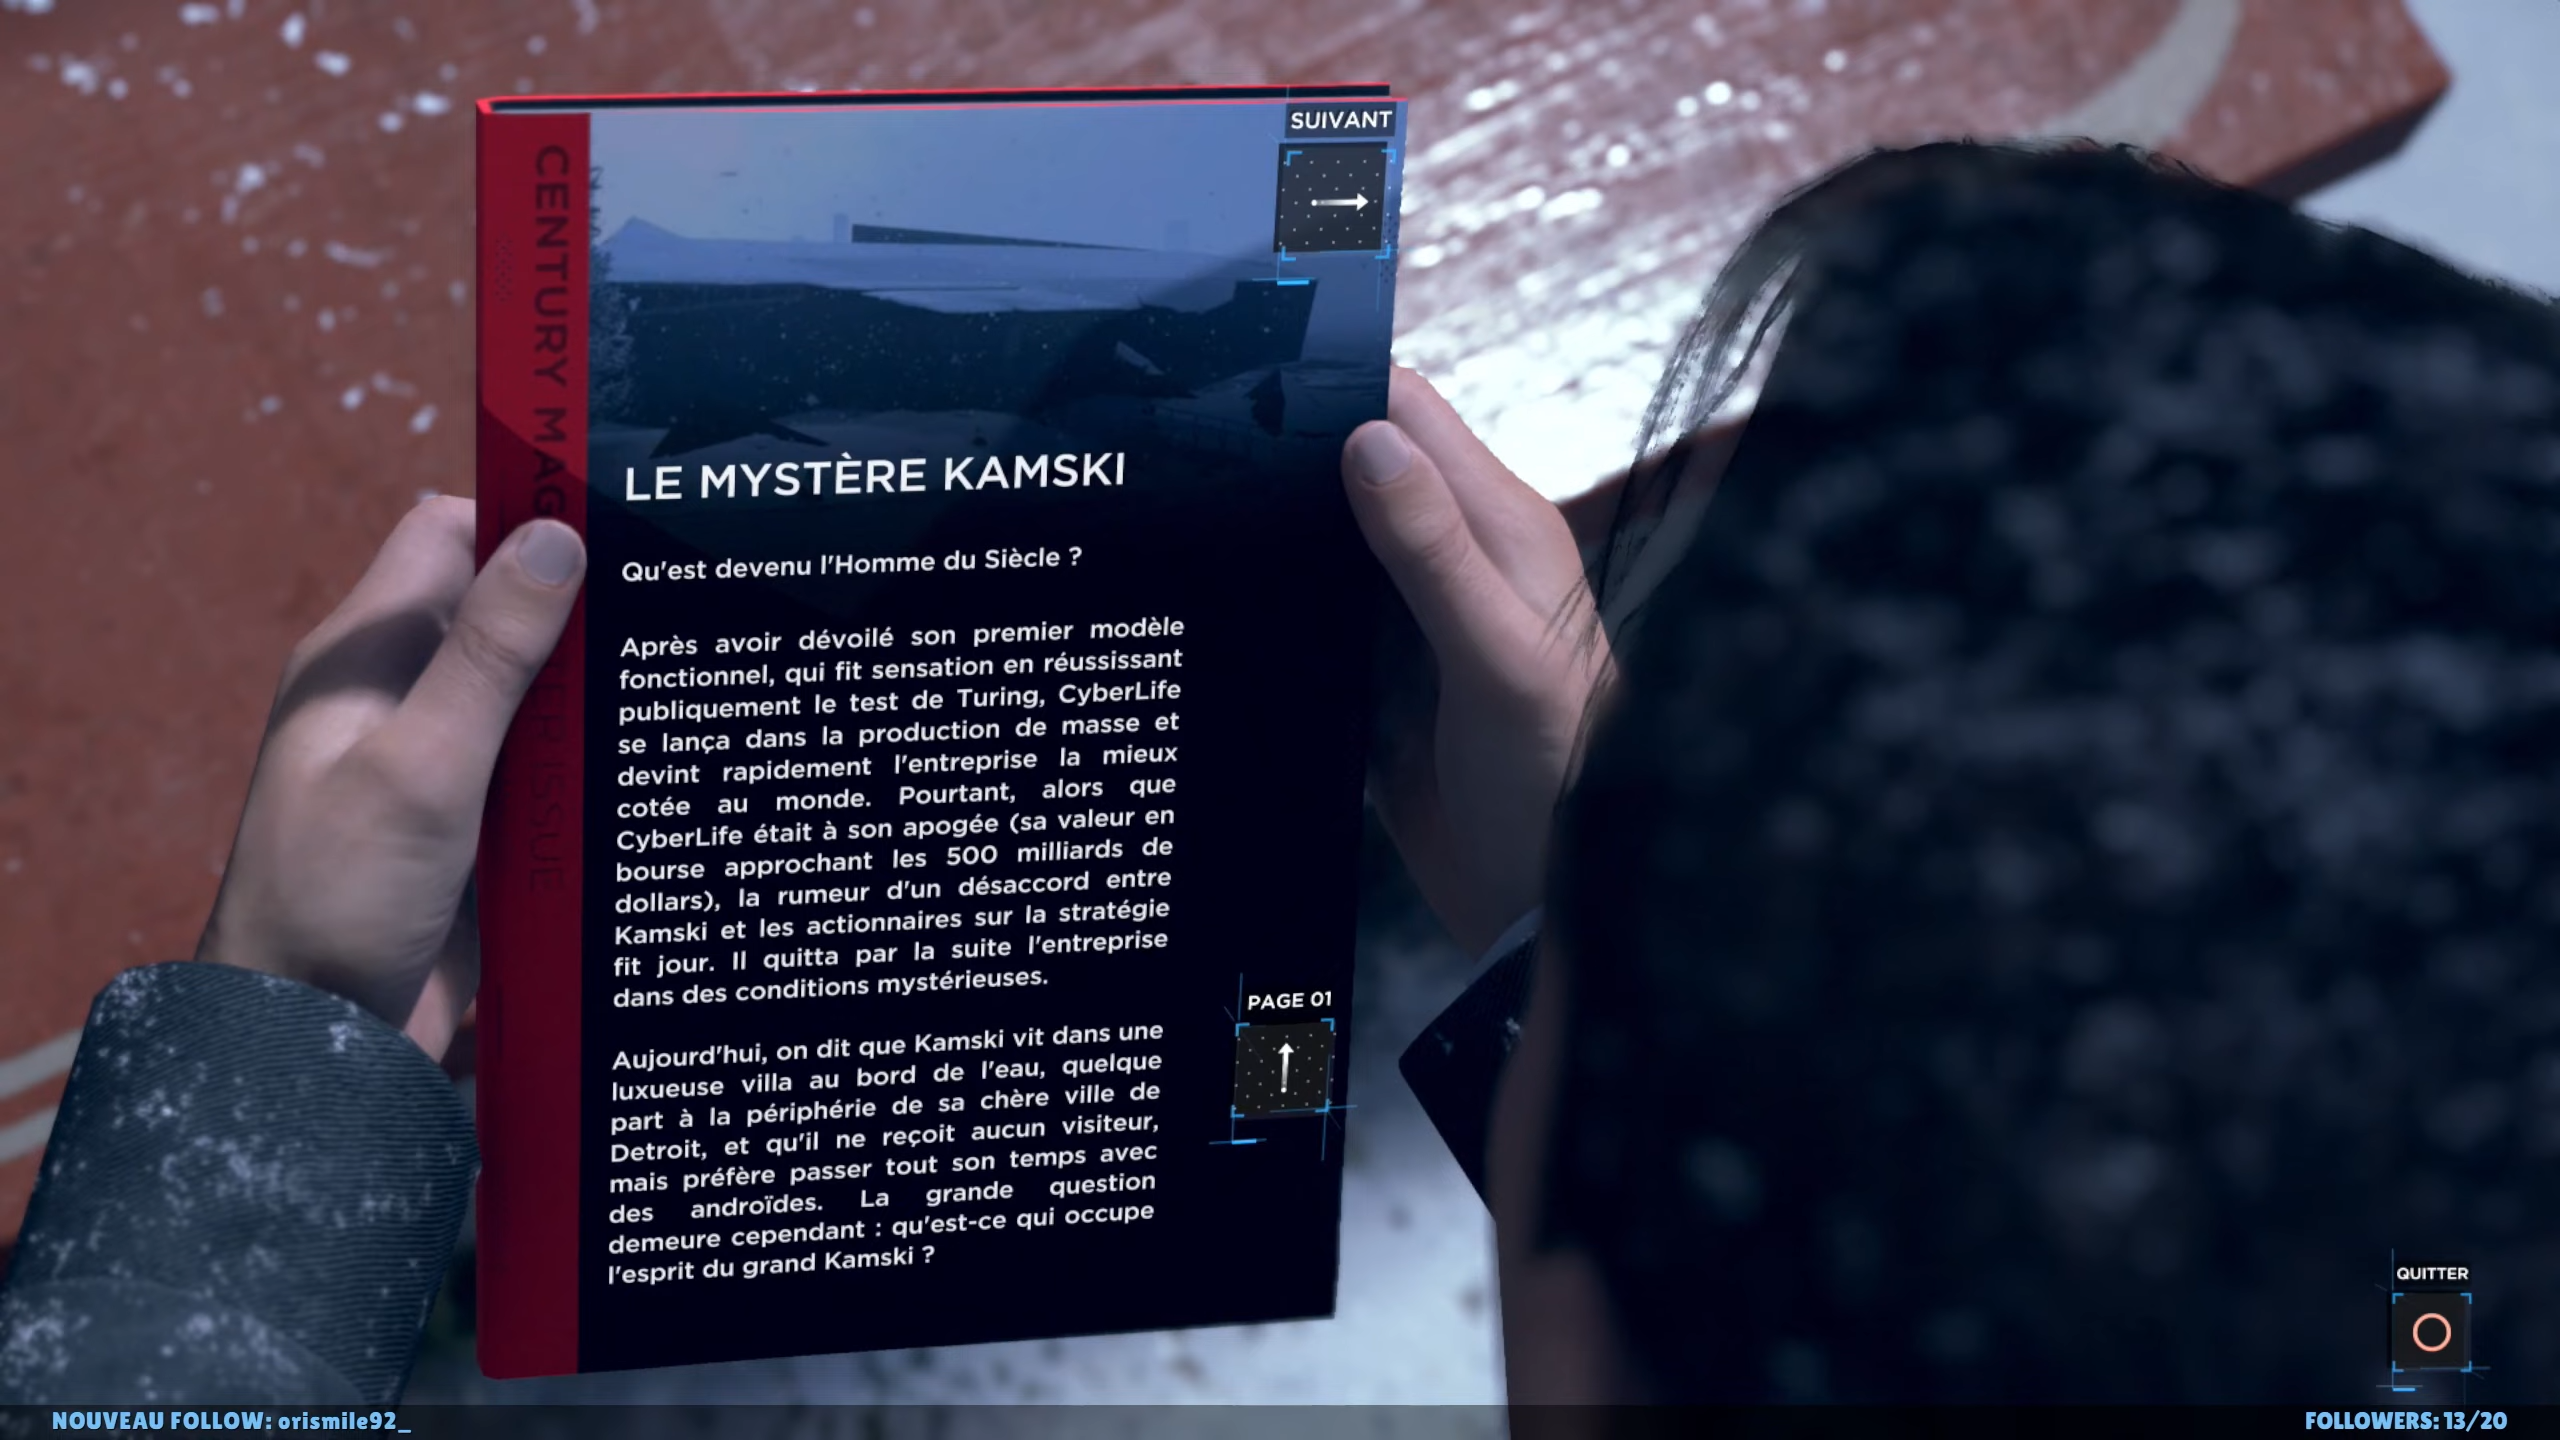 SUIVANT
CENTURY MAG
ISSUE
LE MYSTÈRE KAMSKI
Qu'est devenu l'Homme du Siècle ?
Après avoir dévoilé son premier modèle
fonctionnel, qui fit sensation en réussissant
publiquement le test de Turing, CyberLife
se lança dans la production de masse et
devint rapidement l'entreprise la mieux
cotée au monde. Pourtant, alors que
CyberLife était à son apogée (sa valeur en
bourse approchant les 500 milliards de
dollars), la rumeur d'un désaccord entre
Kamski et les actionnaires sur la stratégie
fit jour. Il quitta par la suite l'entreprise
dans des conditions mystérieuses.
Aujourd'hui, on dit que Kamski vit dans une
luxueuse villa au bord de l'eau, quelque
part à la périphérie de sa chère ville de
Detroit, et qu'il ne reçoit aucun visiteur,
mais préfère passer tout son temps avec
des androïdes. La grande question
demeure cependant : qu'est-ce qui occupe
l'esprit du grand Kamski ?
PAGE 01
QUITTER
NOUVEAU FOLLOW: orismile92_
FOLLOWERS: 13/20